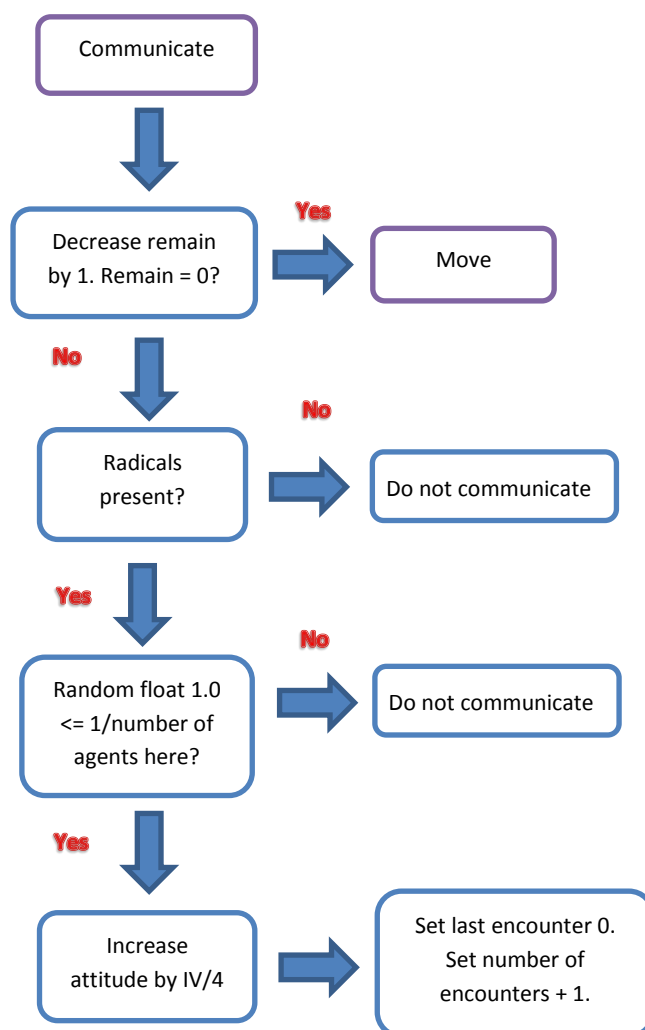 Communicate
Decrease remain
by 1. Remain = 0?
Yes
Move
No
Radicals
present?
No
Do not communicate
Yes
Random float 1.0
<= 1/number of
agents here?
No
Do not communicate
Yes
Increase
attitude by IV/4
Set last encounter 0.
Set number of
encounters + 1.